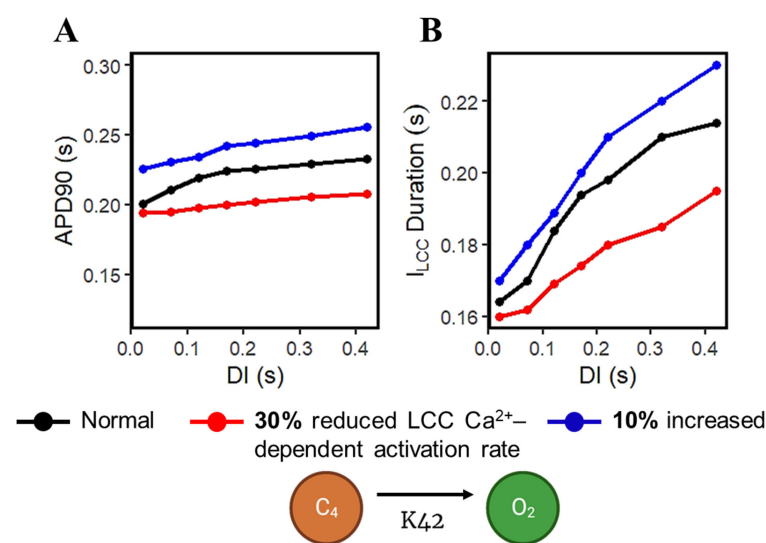 A
B
0.30
0.25
0.20
0.15
APD90 (s)
0.0 0.1 0.2 0.3 0.4
DI (s)
0.22
0.20
0.18
0.16
I_LCC Duration (s)
0.0 0.1 0.2 0.3 0.4
DI (s)
Normal
30% reduced LCC Ca²⁺–
dependent activation rate
10% increased
C₄
K42
O₂